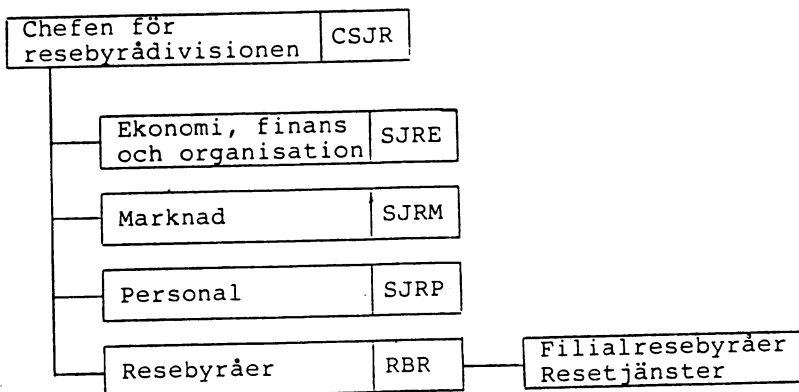 Chefen för
resebyrådivisionen CSJR
Ekonomi, finans
och organisation SJRE
Marknad SJRM
Personal SJRP
Resebyråer RBR
Filialresebyråer
Resetjänster